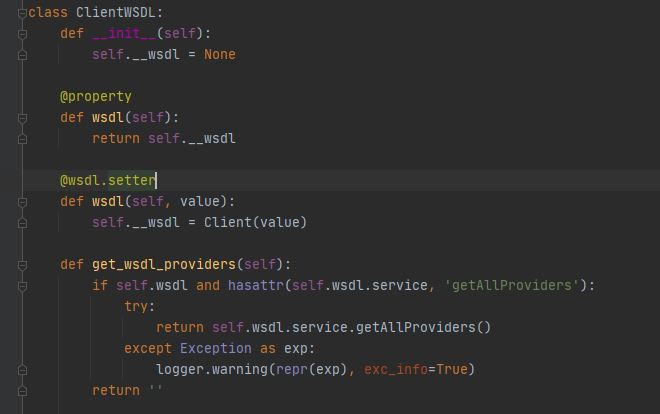 class ClientWSDL:
    def __init__(self):
        self.__wsdl = None

    @property
    def wsdl(self):
        return self.__wsdl

    @wsdl.setter
    def wsdl(self, value):
        self.__wsdl = Client(value)

    def get_wsdl_providers(self):
        if self.wsdl and hasattr(self.wsdl.service, 'getAllProviders'):
            try:
                return self.wsdl.service.getAllProviders()
            except Exception as exp:
                logger.warning(repr(exp), exc_info=True)
        return ''